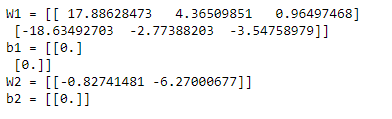 W1 = [[ 17.88628473   4.36509851   0.96497468]
 [-18.63492703  -2.77388203  -3.54758979]]
b1 = [[0.]
 [0.]]
W2 = [[-0.82741481 -6.27000677]]
b2 = [[0.]]